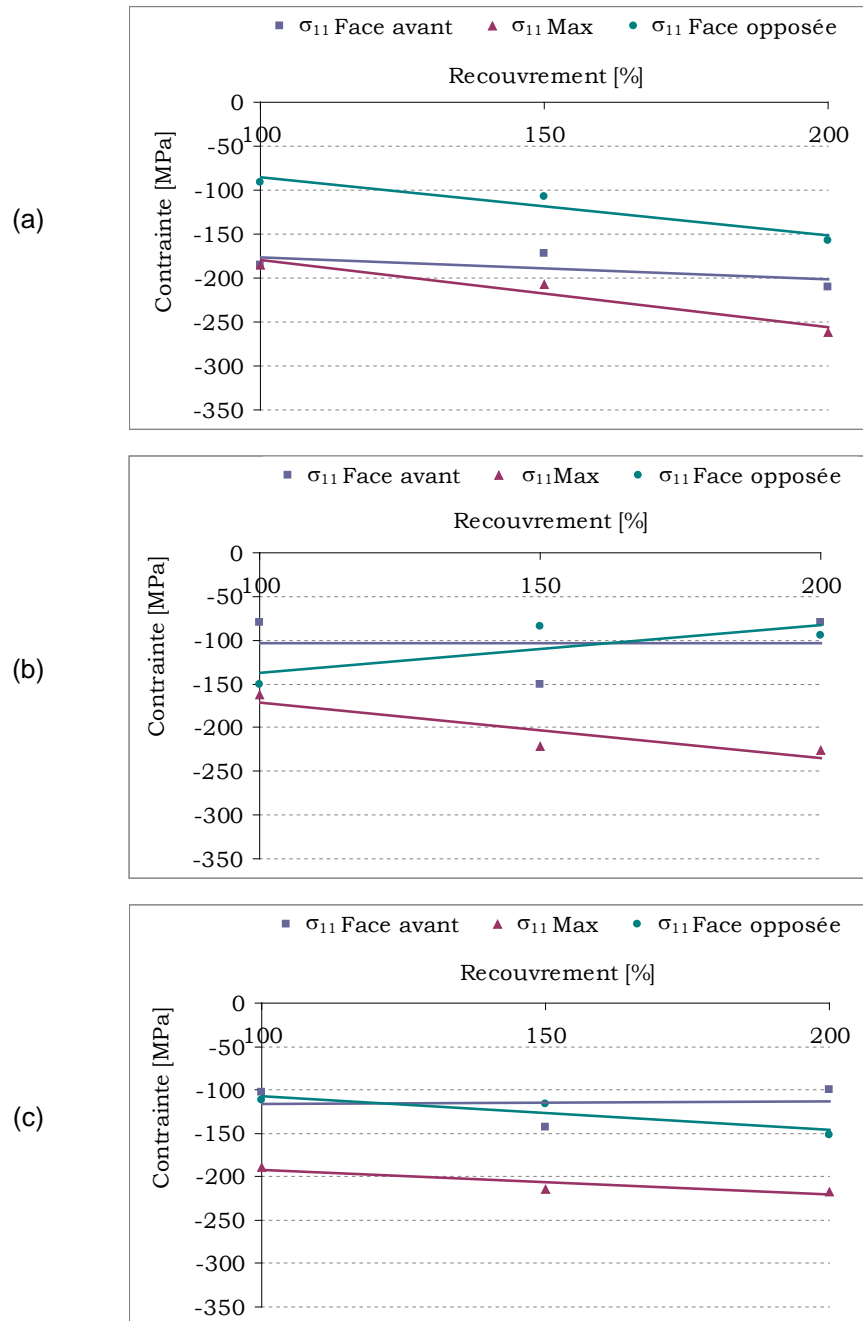 σ11 Face avant σ11 Max σ11 Face opposée
Recouvrement [%]
Contrainte [MPa]
0
100 150 200
-50
-100
-150
-200
-250
-300
-350
(a)
σ11 Face avant σ11Max σ11 Face opposée
Recouvrement [%]
Contrainte [MPa]
0
100 150 200
-50
-100
-150
-200
-250
-300
-350
(b)
σ11 Face avant σ11 Max σ11 Face opposée
Recouvrement [%]
Contrainte [MPa]
0
100 150 200
-50
-100
-150
-200
-250
-300
-350
(c)